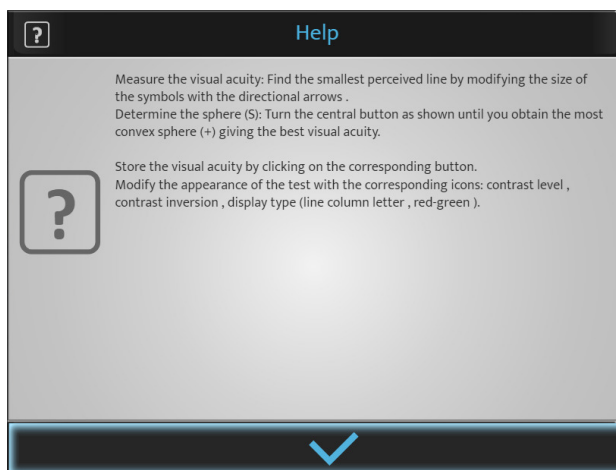 ?
Help
Measure the visual acuity: Find the smallest perceived line by modifying the size of
the symbols with the directional arrows .
Determine the sphere (S): Turn the central button as shown until you obtain the most
convex sphere (+) giving the best visual acuity.
Store the visual acuity by clicking on the corresponding button.
Modify the appearance of the test with the corresponding icons: contrast level ,
contrast inversion , display type (line column letter , red-green ).
?